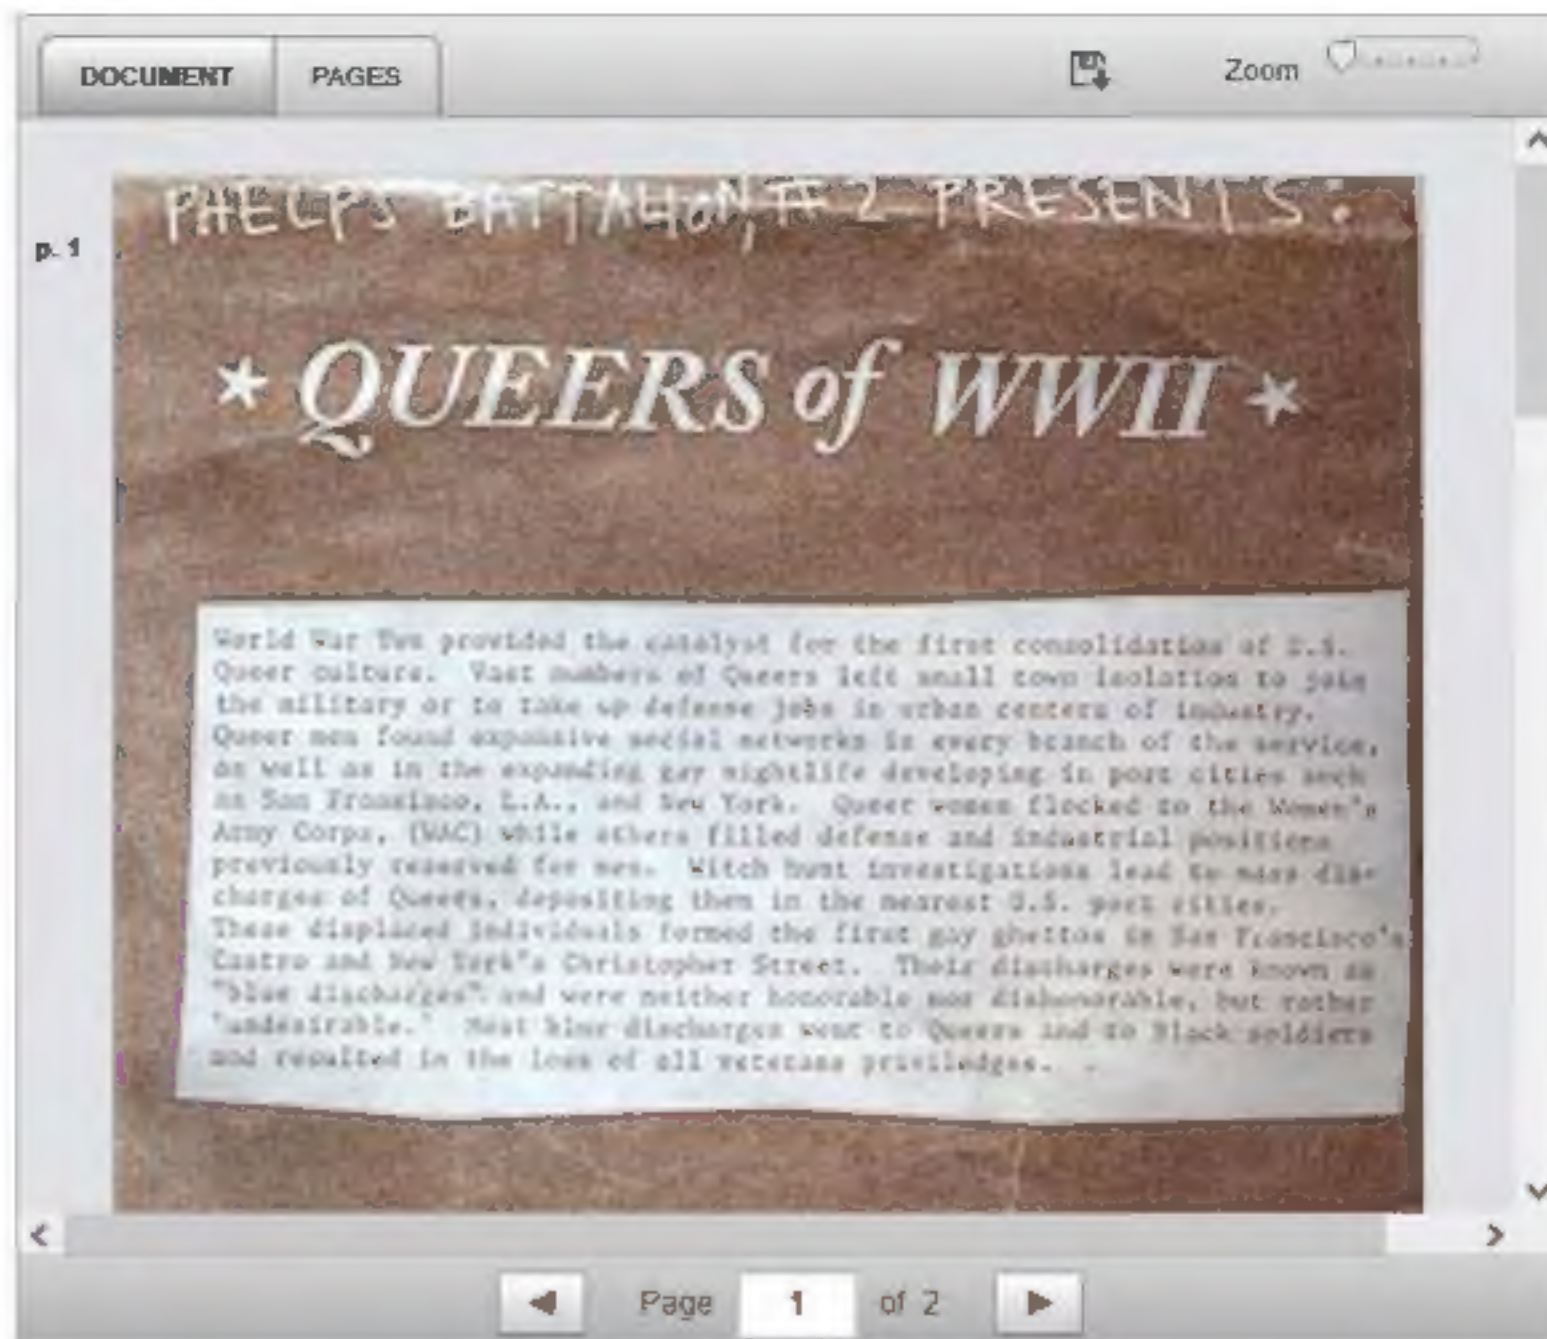 DOCUMENT PAGES Zoom
p. 1
PHELPS BATTALION, #2 PRESENTS:
★ QUEERS of WWII ★
World War Two provided the catalyst for the first consolidation of U.S.
Queer culture. Vast numbers of Queers left small town isolation to join
the military or to take up defense jobs in urban centers of industry.
Queer men found expansive social networks in every branch of the service,
as well as in the expanding gay nightlife developing in port cities such
as San Francisco, L.A., and New York. Queer women flocked to the Women's
Army Corps, (WAC) while others filled defense and industrial positions
previously reserved for men. Witch hunt investigations lead to mass dis-
charges of Queers, depositing them in the nearest U.S. port cities.
These displaced individuals formed the first gay ghettos in San Francisco's
Castro and New York's Christopher Street. Their discharges were known as
"blue discharges" and were neither honorable nor dishonorable, but rather
"undesirable." Most blue discharges went to Queers and to Black soldiers
and resulted in the loss of all veterans priviledges.
Page 1 of 2